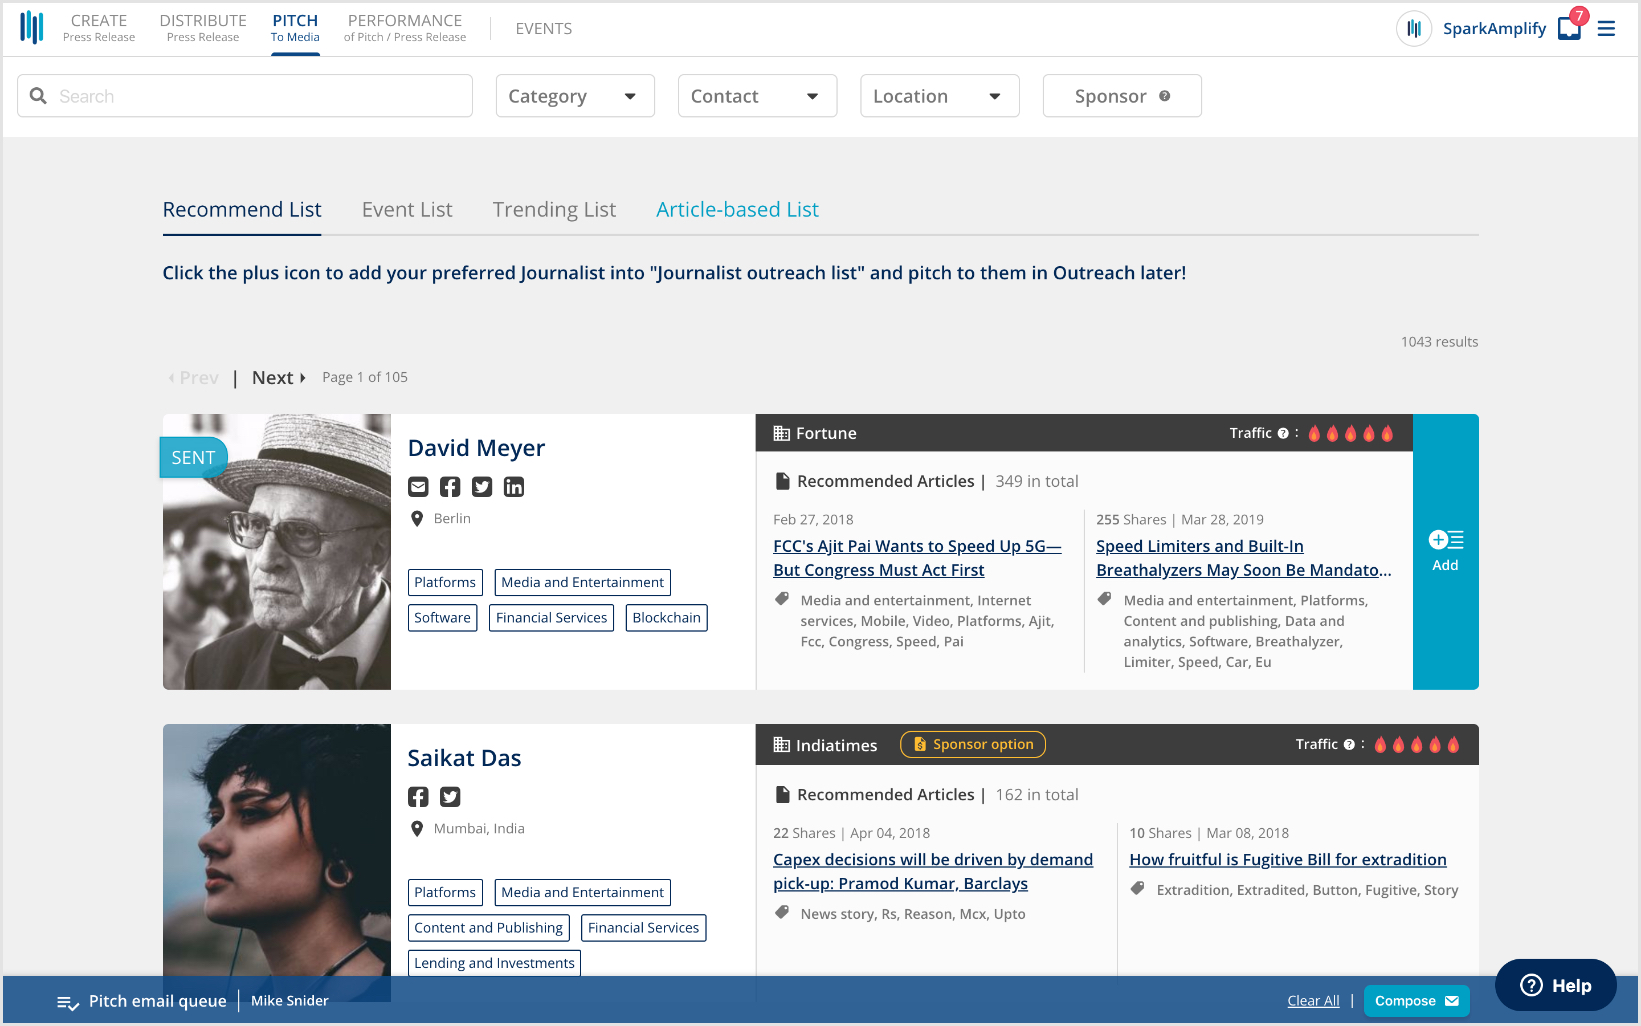 CREATE
Press Release
DISTRIBUTE
Press Release
PITCH
To Media
PERFORMANCE
of Pitch / Press Release
EVENTS
SparkAmplify
7
Search
Category
Contact
Location
Sponsor ?
Recommend List
Event List
Trending List
Article-based List
Click the plus icon to add your preferred Journalist into "Journalist outreach list" and pitch to them in Outreach later!
1043 results
Prev | Next
Page 1 of 105
SENT
David Meyer
Berlin
Platforms
Media and Entertainment
Software
Financial Services
Blockchain
Fortune
Traffic ? :
Recommended Articles | 349 in total
Feb 27, 2018
FCC's Ajit Pai Wants to Speed Up 5G—
But Congress Must Act First
Media and entertainment, Internet
services, Mobile, Video, Platforms, Ajit,
Fcc, Congress, Speed, Pai
255 Shares | Mar 28, 2019
Speed Limiters and Built-In
Breathalyzers May Soon Be Mandato...
Media and entertainment, Platforms,
Content and publishing, Data and
analytics, Software, Breathalyzer,
Limiter, Speed, Car, Eu
Add
Saikat Das
Mumbai, India
Platforms
Media and Entertainment
Content and Publishing
Financial Services
Lending and Investments
Indiatimes
Sponsor option
Traffic ? :
Recommended Articles | 162 in total
22 Shares | Apr 04, 2018
Capex decisions will be driven by demand
pick-up: Pramod Kumar, Barclays
News story, Rs, Reason, Mcx, Upto
10 Shares | Mar 08, 2018
How fruitful is Fugitive Bill for extradition
Extradition, Extradited, Button, Fugitive, Story
Pitch email queue | Mike Snider
Clear All | Compose
? Help